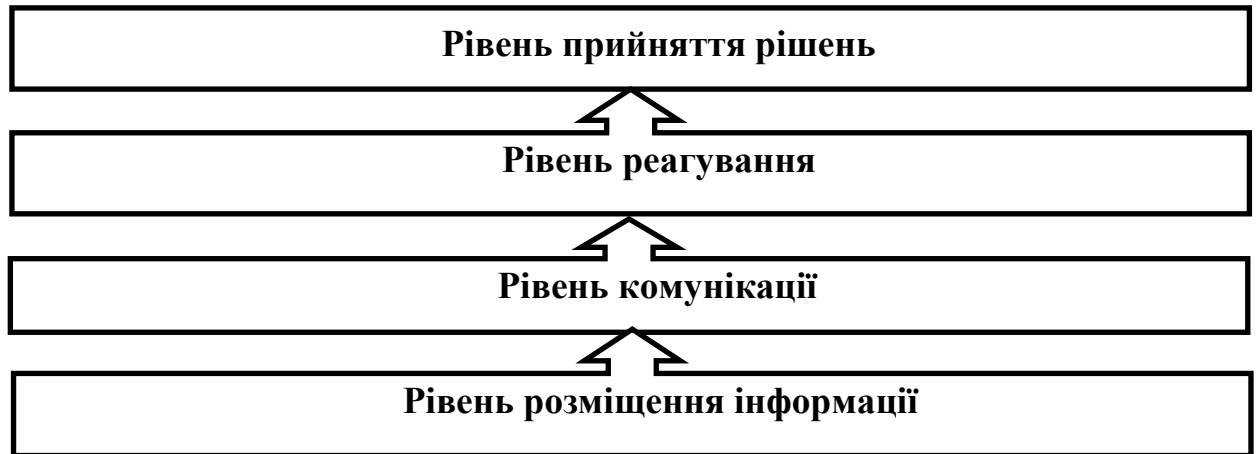 Рівень прийняття рішень
Рівень реагування
Рівень комунікації
Рівень розміщення інформації